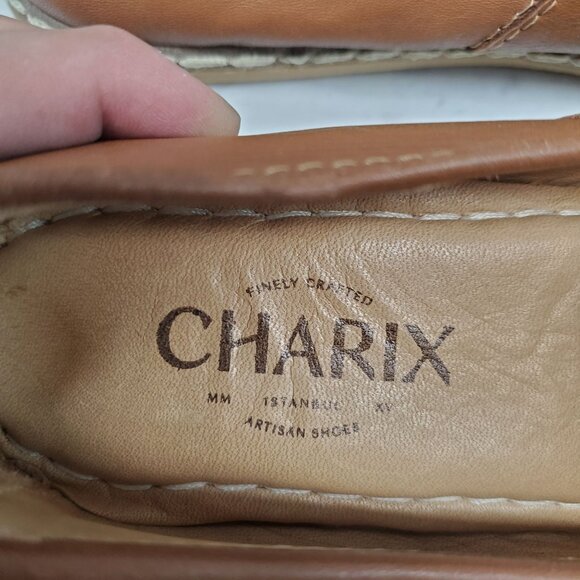 FINELY CRAFTED
CHARIX
MM ISTANBUL XV
ARTISAN SHOES